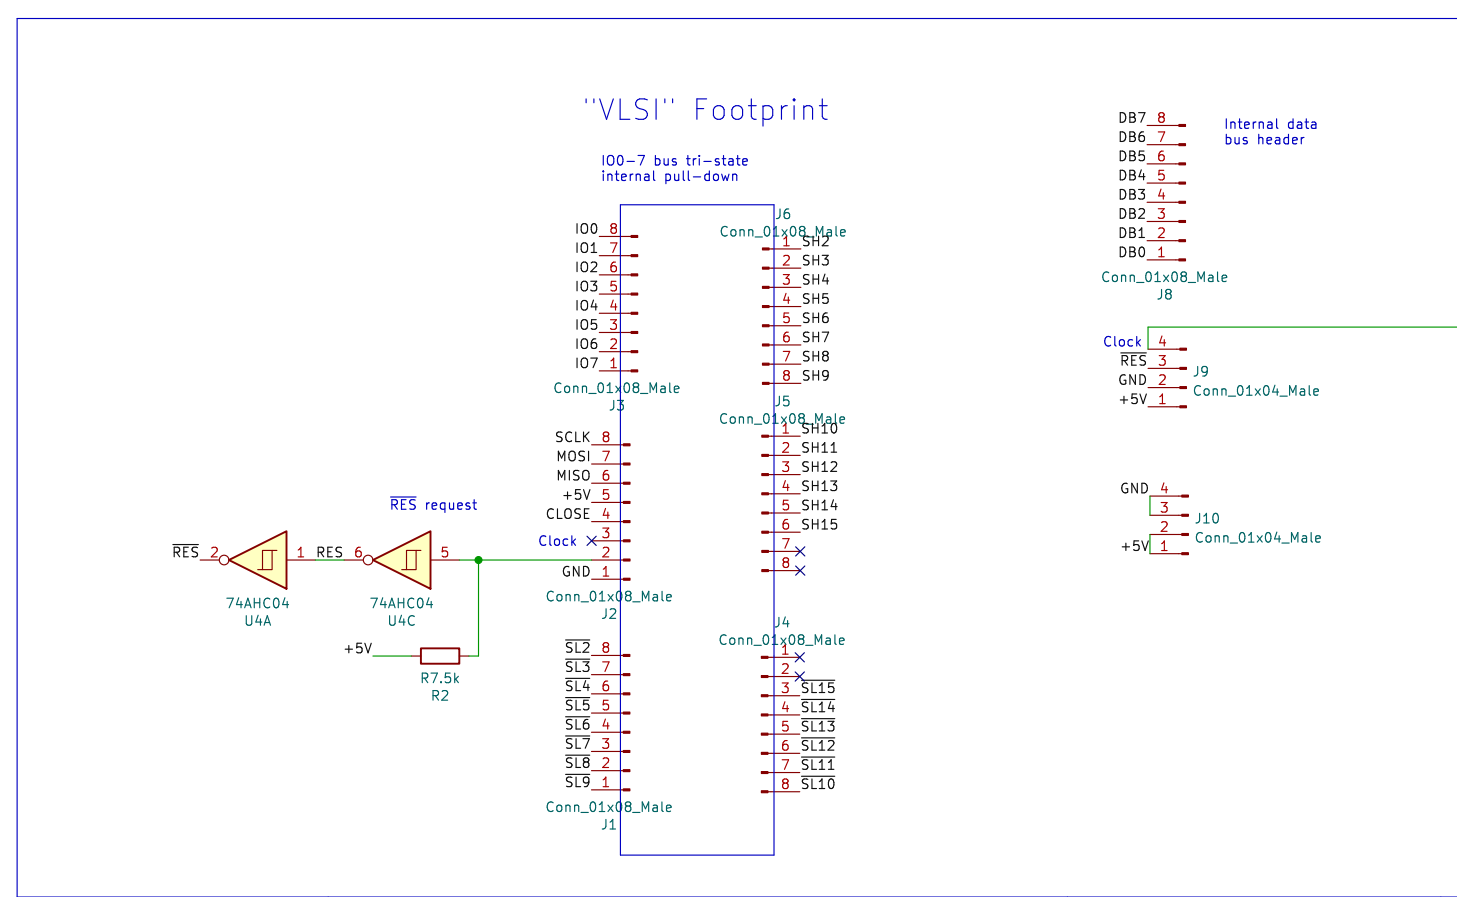 "VLSI" Footprint
IO0-7 bus tri-state
internal pull-down
J6
Conn_01x08_Male
IO0 8
IO1 7
IO2 6
IO3 5
IO4 4
IO5 3
IO6 2
IO7 1
Conn_01x08_Male
J3
1 SH2
2 SH3
3 SH4
4 SH5
5 SH6
6 SH7
7 SH8
8 SH9
J5
Conn_01x08_Male
1 SH10
2 SH11
3 SH12
4 SH13
5 SH14
6 SH15
7
8
SCLK 8
MOSI 7
MISO 6
+5V 5
CLOSE 4
Clock 3
2
GND 1
Conn_01x08_Male
J2
RES request
RES 2 1 RES 6 5
74AHC04
U4A
74AHC04
U4C
+5V
R7.5k
R2
SL2 8
SL3 7
SL4 6
SL5 5
SL6 4
SL7 3
SL8 2
SL9 1
Conn_01x08_Male
J1
J4
Conn_01x08_Male
1
2
3 SL15
4 SL14
5 SL13
6 SL12
7 SL11
8 SL10
DB7 8
DB6 7
DB5 6
DB4 5
DB3 4
DB2 3
DB1 2
DB0 1
Conn_01x08_Male
J8
Internal data
bus header
Clock 4
RES 3
GND 2
+5V 1
J9
Conn_01x04_Male
GND 4
3
2
+5V 1
J10
Conn_01x04_Male